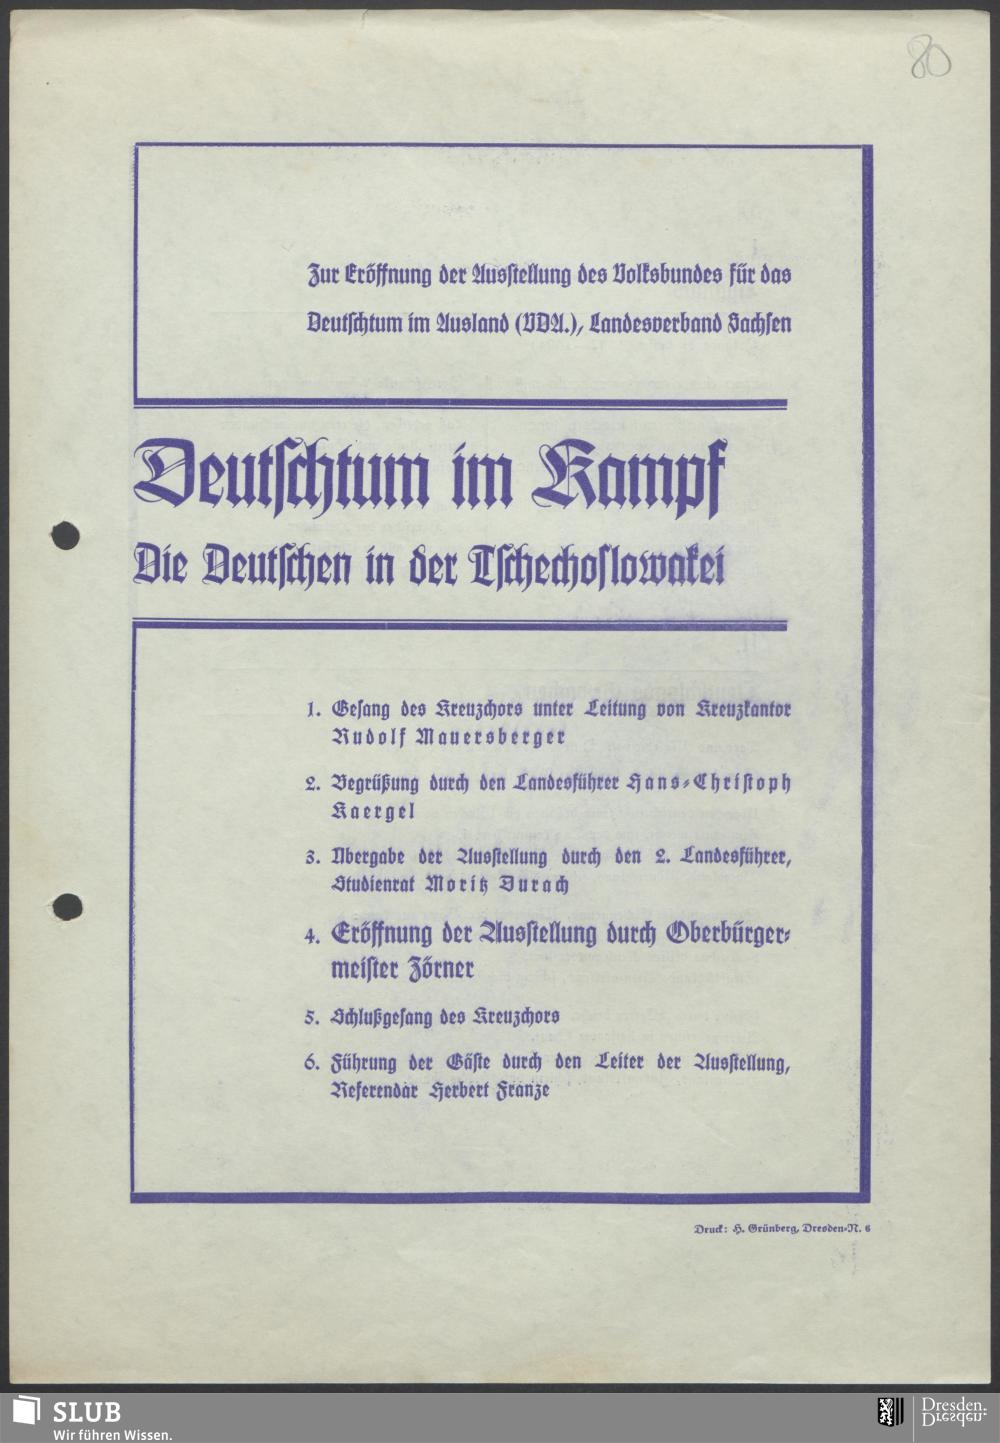 80
Zur Eröffnung der Ausstellung des Volksbundes für das
Deutschtum im Ausland (VDA.), Landesverband Sachsen
Deutschtum im Kampf
Die Deutschen in der Tschechoslowakei
1. Gesang des Kreuzchors unter Leitung von Kreuzkantor
Rudolf Mauersberger
2. Begrüßung durch den Landesführer Hans-Christoph
Kaergel
3. Übergabe der Ausstellung durch den 2. Landesführer,
Studienrat Moritz Durach
4. Eröffnung der Ausstellung durch Oberbürger-
meister Zörner
5. Schlußgesang des Kreuzchors
6. Führung der Gäste durch den Leiter der Ausstellung,
Referendar Herbert Franze
Druck: H. Grünberg, Dresden-N. 6
SLUB
Wir führen Wissen.
Dresden.
Dresden.